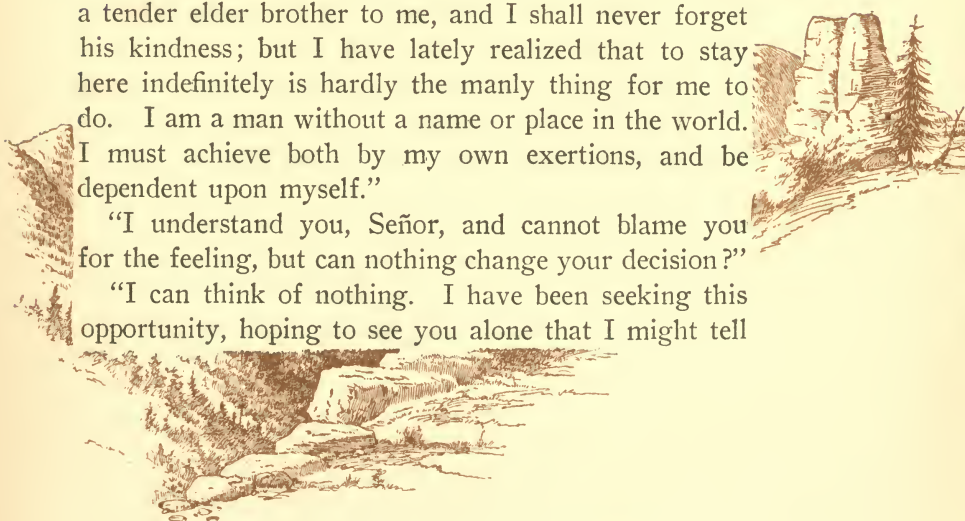 a tender elder brother to me, and I shall never forget
his kindness; but I have lately realized that to stay
here indefinitely is hardly the manly thing for me to
do. I am a man without a name or place in the world.
I must achieve both by my own exertions, and be
dependent upon myself.”
“I understand you, Señor, and cannot blame you
for the feeling, but can nothing change your decision?”
“I can think of nothing. I have been seeking this
opportunity, hoping to see you alone that I might tell